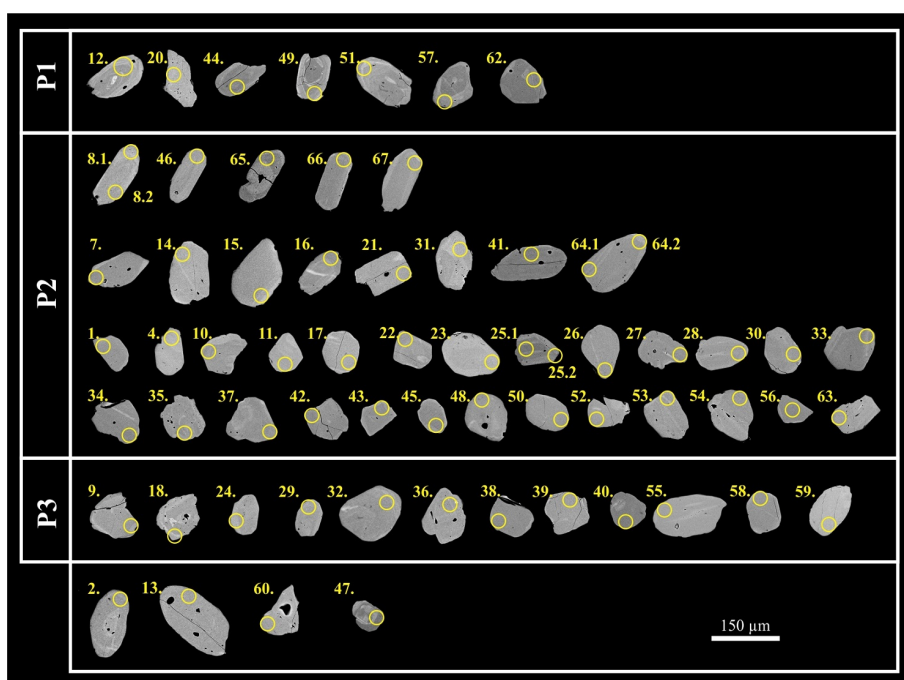 P1
12. 20. 44. 49. 51. 57. 62.
P2
8.1. 46. 65. 66. 67.
8.2
7. 14. 15. 16. 21. 31. 41. 64.1 64.2
1. 4. 10. 11. 17. 22. 23. 25.1 26. 27. 28. 30. 33.
25.2
34. 35. 37. 42. 43. 45. 48. 50. 52. 53. 54. 56. 63.
P3
9. 18. 24. 29. 32. 36. 38. 39. 40. 55. 58. 59.
2. 13. 60. 47.
150 µm